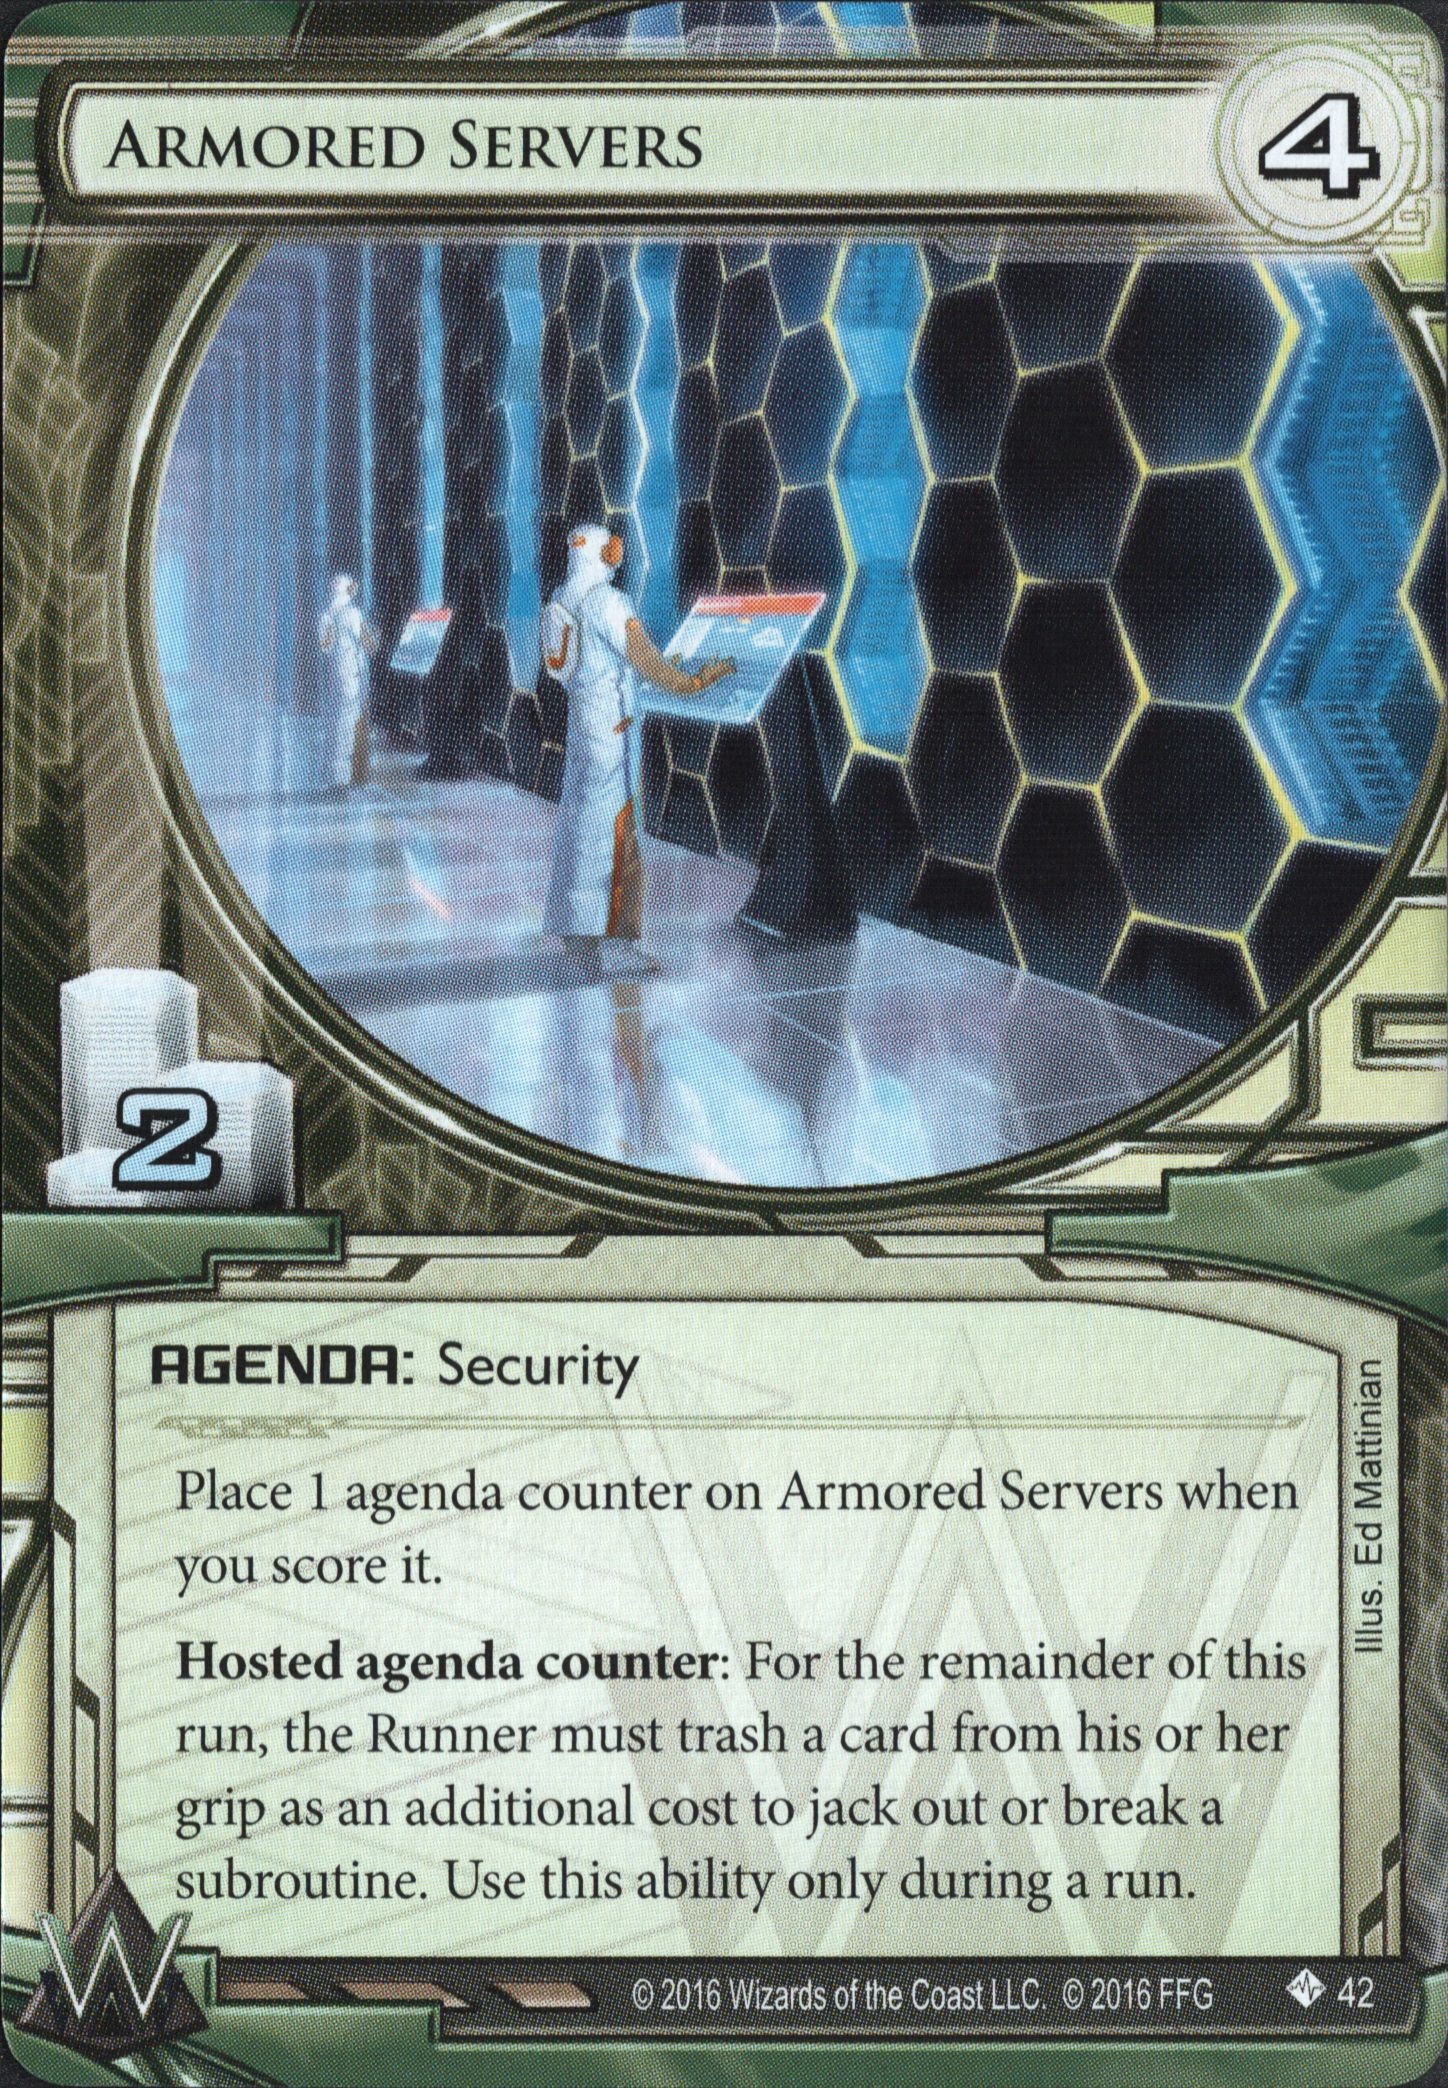 ARMORED SERVERS
4
2
AGENDA: Security
Place 1 agenda counter on Armored Servers when
you score it.
Hosted agenda counter: For the remainder of this
run, the Runner must trash a card from his or her
grip as an additional cost to jack out or break a
subroutine. Use this ability only during a run.
Illus. Ed Mattinian
W
© 2016 Wizards of the Coast LLC. © 2016 FFG
42